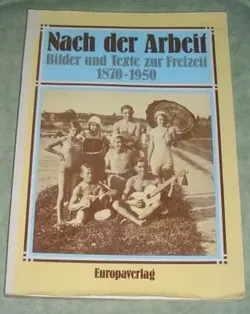 Nach der Arbeit
Bilder und Texte zur Freizeit
1870-1950
Europaverlag